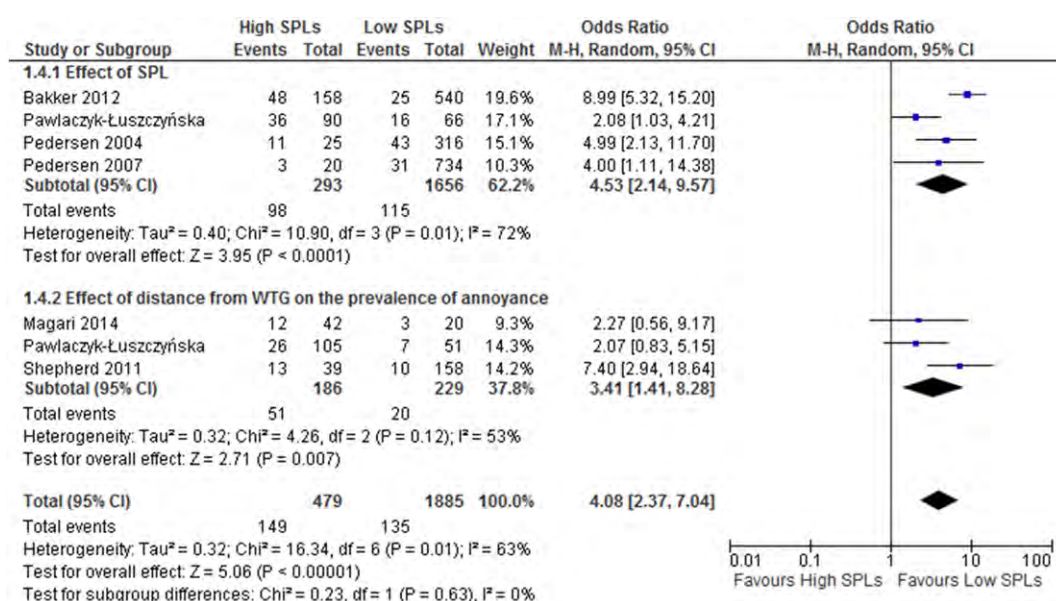 High SPLs Low SPLs Odds Ratio Odds Ratio
Study or Subgroup Events Total Events Total Weight M-H, Random, 95% CI M-H, Random, 95% CI
1.4.1 Effect of SPL
Bakker 2012 48 158 25 540 19.6% 8.99 [5.32, 15.20]
Pawlaczyk-Łuszczyńska 36 90 16 66 17.1% 2.08 [1.03, 4.21]
Pedersen 2004 11 25 43 316 15.1% 4.99 [2.13, 11.70]
Pedersen 2007 3 20 31 734 10.3% 4.00 [1.11, 14.38]
Subtotal (95% CI) 293 1656 62.2% 4.53 [2.14, 9.57]
Total events 98 115
Heterogeneity: Tau² = 0.40; Chi² = 10.90, df = 3 (P = 0.01); I² = 72%
Test for overall effect: Z = 3.95 (P < 0.0001)
1.4.2 Effect of distance from WTG on the prevalence of annoyance
Magari 2014 12 42 3 20 9.3% 2.27 [0.56, 9.17]
Pawlaczyk-Łuszczyńska 26 105 7 51 14.3% 2.07 [0.83, 5.15]
Shepherd 2011 13 39 10 158 14.2% 7.40 [2.94, 18.64]
Subtotal (95% CI) 186 229 37.8% 3.41 [1.41, 8.28]
Total events 51 20
Heterogeneity: Tau² = 0.32; Chi² = 4.26, df = 2 (P = 0.12); I² = 53%
Test for overall effect: Z = 2.71 (P = 0.007)
Total (95% CI) 479 1885 100.0% 4.08 [2.37, 7.04]
Total events 149 135
Heterogeneity: Tau² = 0.32; Chi² = 16.34, df = 6 (P = 0.01); I² = 63%
Test for overall effect: Z = 5.06 (P < 0.00001)
Test for subgroup differences: Chi² = 0.23, df = 1 (P = 0.63), I² = 0%
0.01 0.1 1 10 100
Favours High SPLs Favours Low SPLs